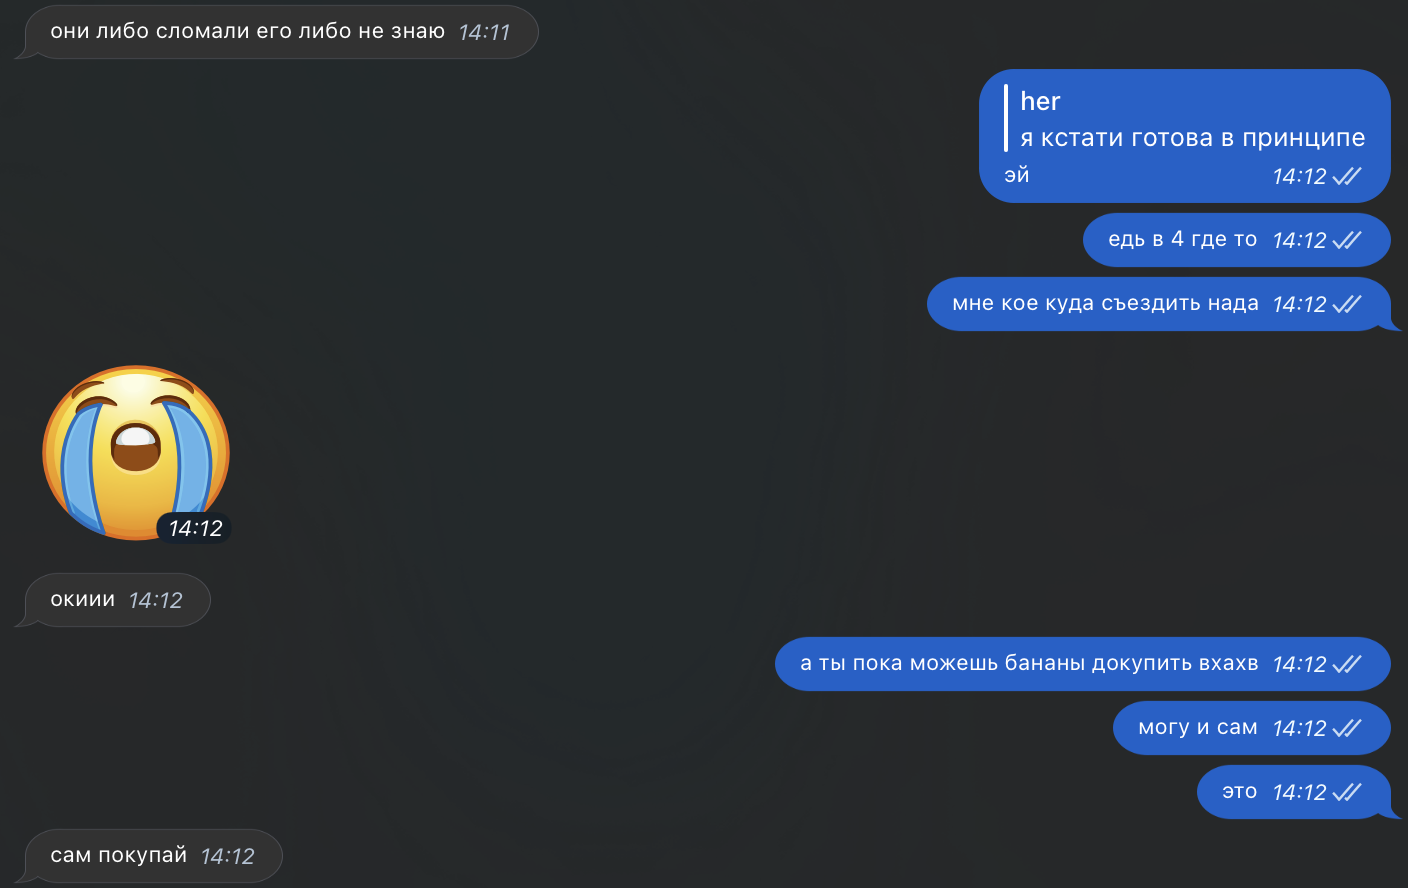 они либо сломали его либо не знаю 14:11
her
я кстати готова в принципе
эй 14:12
едь в 4 где то 14:12
мне кое куда съездить нада 14:12
14:12
окиии 14:12
а ты пока можешь бананы докупить вхахв 14:12
могу и сам 14:12
это 14:12
сам покупай 14:12